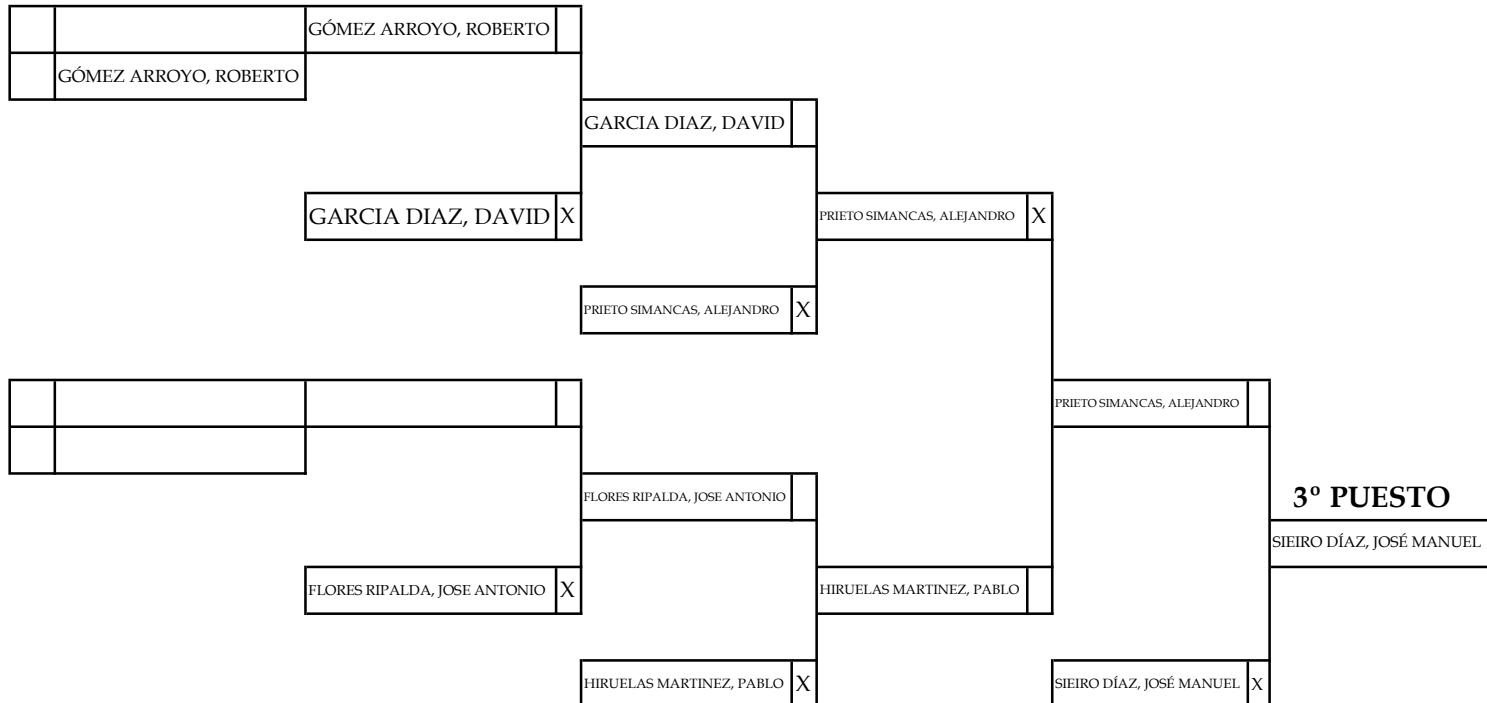 GÓMEZ ARROYO, ROBERTO
GÓMEZ ARROYO, ROBERTO
GARCIA DIAZ, DAVID
GARCIA DIAZ, DAVID X
PRIETO SIMANCAS, ALEJANDRO X
PRIETO SIMANCAS, ALEJANDRO X
PRIETO SIMANCAS, ALEJANDRO
FLORES RIPALDA, JOSE ANTONIO
3º PUESTO
SIEIRO DÍAZ, JOSÉ MANUEL
FLORES RIPALDA, JOSE ANTONIO X
HIRUELAS MARTINEZ, PABLO
HIRUELAS MARTINEZ, PABLO X
SIEIRO DÍAZ, JOSÉ MANUEL X